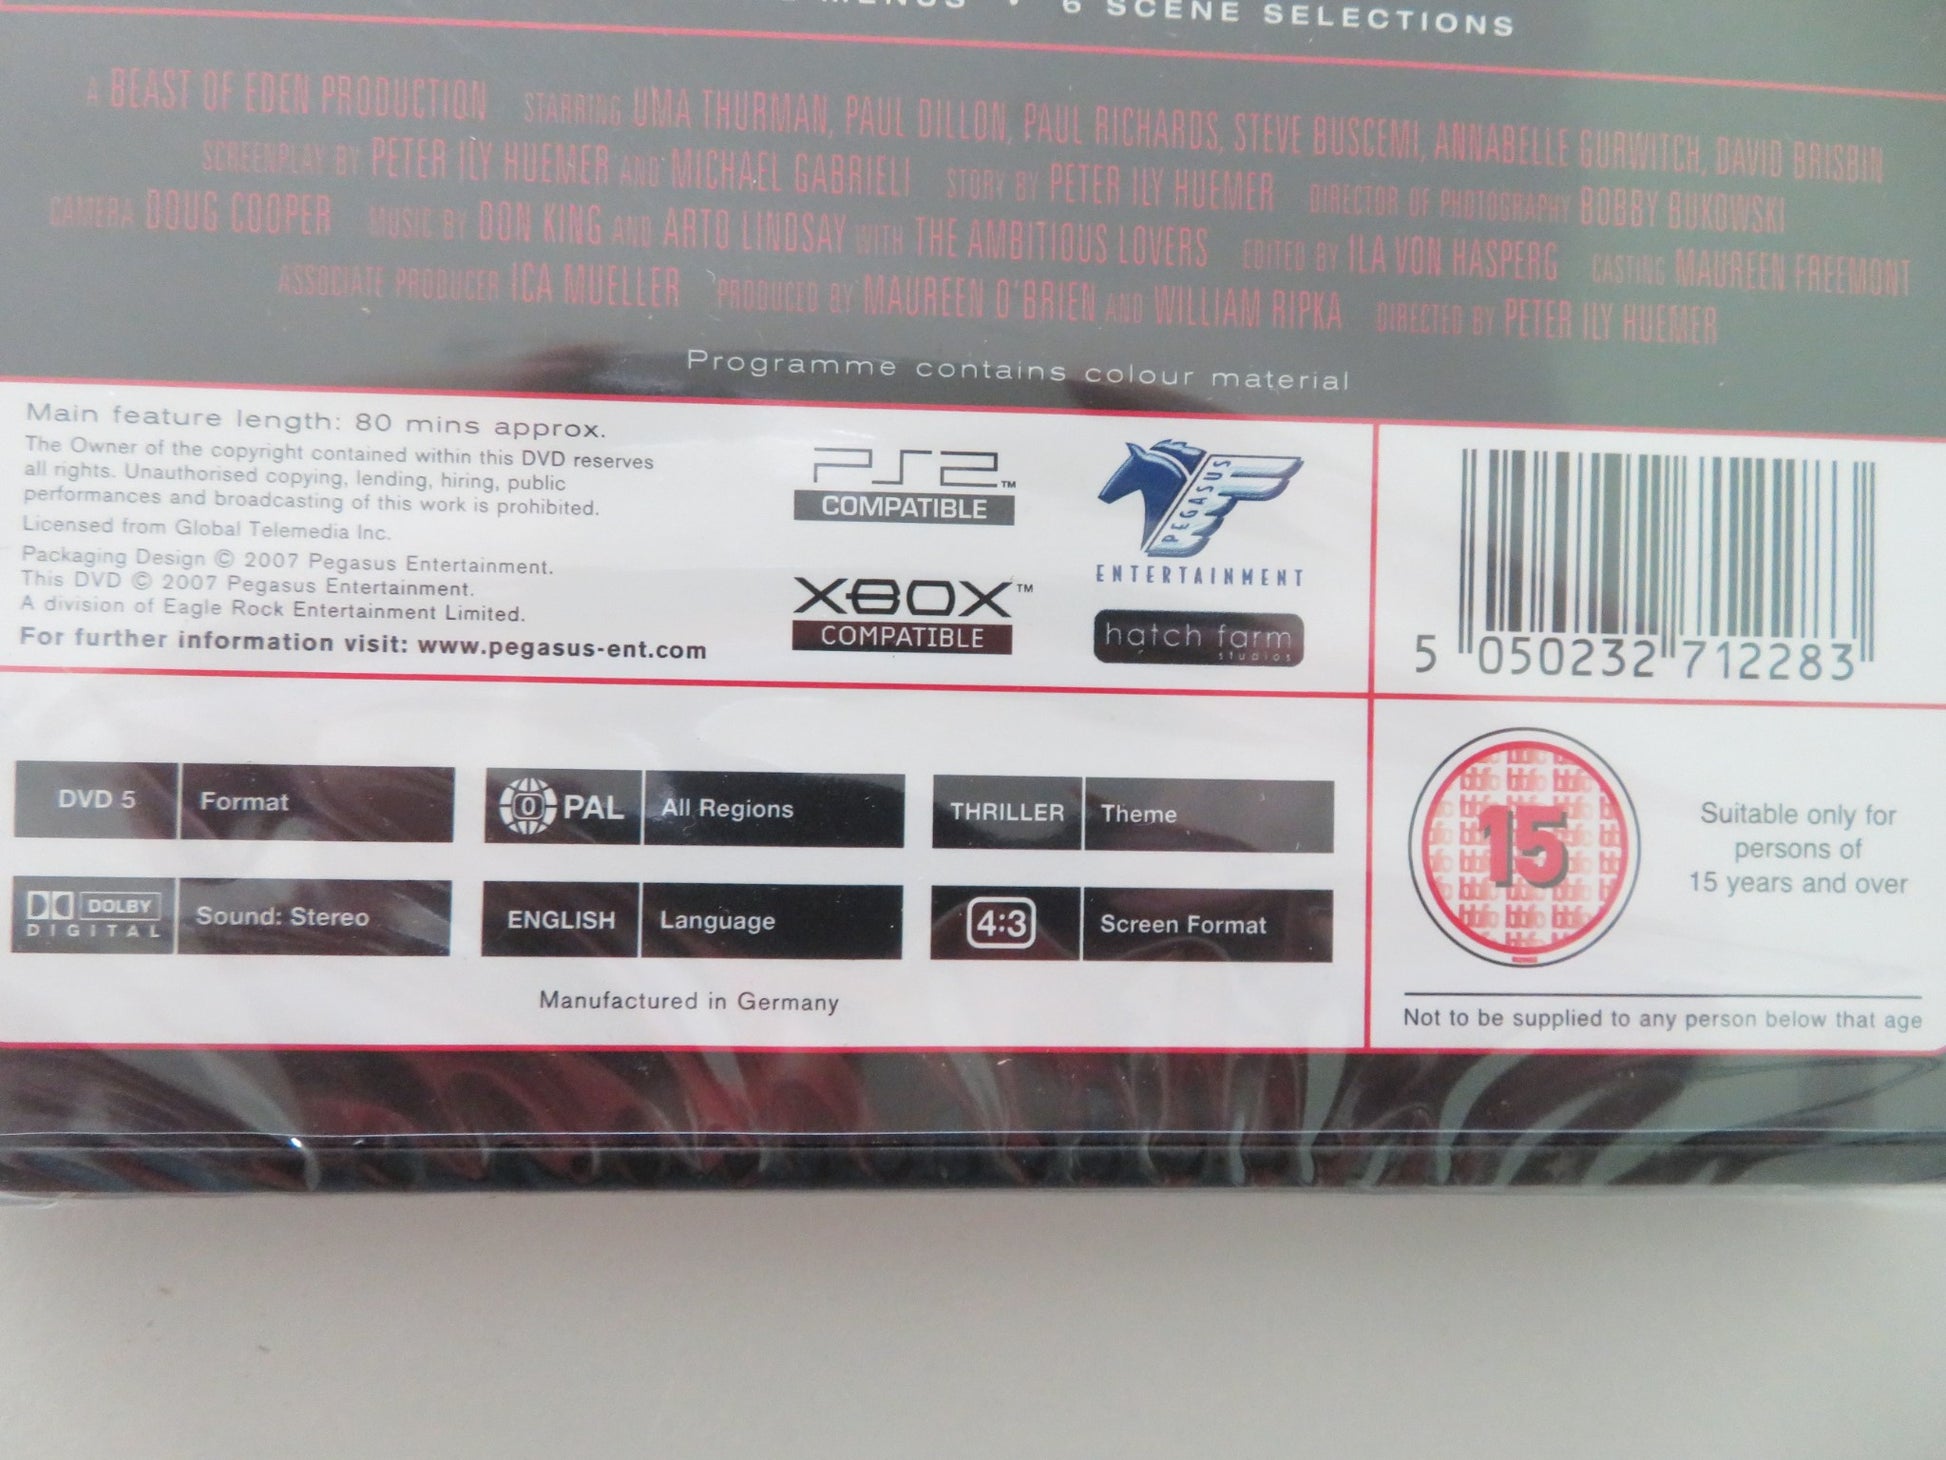 MENUS • 6 SCENE SELECTIONS
A BEAST OF EDEN PRODUCTION STARRING UMA THURMAN, PAUL DILLON, PAUL RICHARDS, STEVE BUSCEMI, ANNABELLE GURWITCH, DAVID BRISBIN
SCREENPLAY BY PETER ILY HUEMER AND MICHAEL GABRIELI STORY BY PETER ILY HUEMER DIRECTOR OF PHOTOGRAPHY BOBBY BUKOWSKI
CAMERA DOUG COOPER MUSIC BY DON KING AND ARTO LINDSAY WITH THE AMBITIOUS LOVERS EDITED BY ILA VON HASPERG CASTING MAUREEN FREEMONT
ASSOCIATE PRODUCER ICA MUELLER PRODUCED BY MAUREEN O'BRIEN AND WILLIAM RIPKA DIRECTED BY PETER ILY HUEMER
Programme contains colour material
Main feature length: 80 mins approx.
The Owner of the copyright contained within this DVD reserves
all rights. Unauthorised copying, lending, hiring, public
performances and broadcasting of this work is prohibited.
Licensed from Global Telemedia Inc.
Packaging Design © 2007 Pegasus Entertainment.
This DVD © 2007 Pegasus Entertainment.
A division of Eagle Rock Entertainment Limited.
For further information visit: www.pegasus-ent.com
PS2™
COMPATIBLE
XBOX™
COMPATIBLE
PEGASUS
ENTERTAINMENT
hatch farm
studios
5 050232 712283
DVD 5 Format
0 PAL All Regions
THRILLER Theme
DOLBY
DIGITAL
Sound: Stereo
ENGLISH Language
4:3 Screen Format
Manufactured in Germany
bbfc
15
Suitable only for
persons of
15 years and over
Not to be supplied to any person below that age